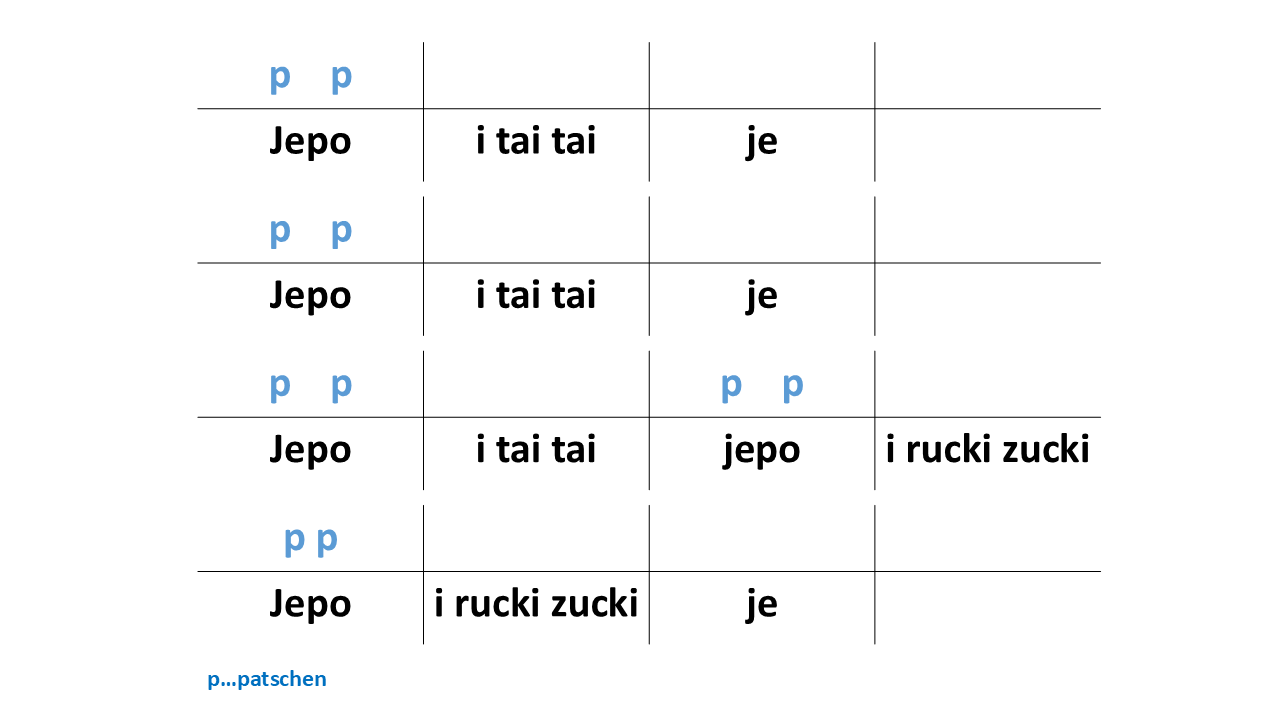 p p
Jepo i tai tai je
p p
Jepo i tai tai je
p p p p
Jepo i tai tai jepo i rucki zucki
p p
Jepo i rucki zucki je
p...patschen